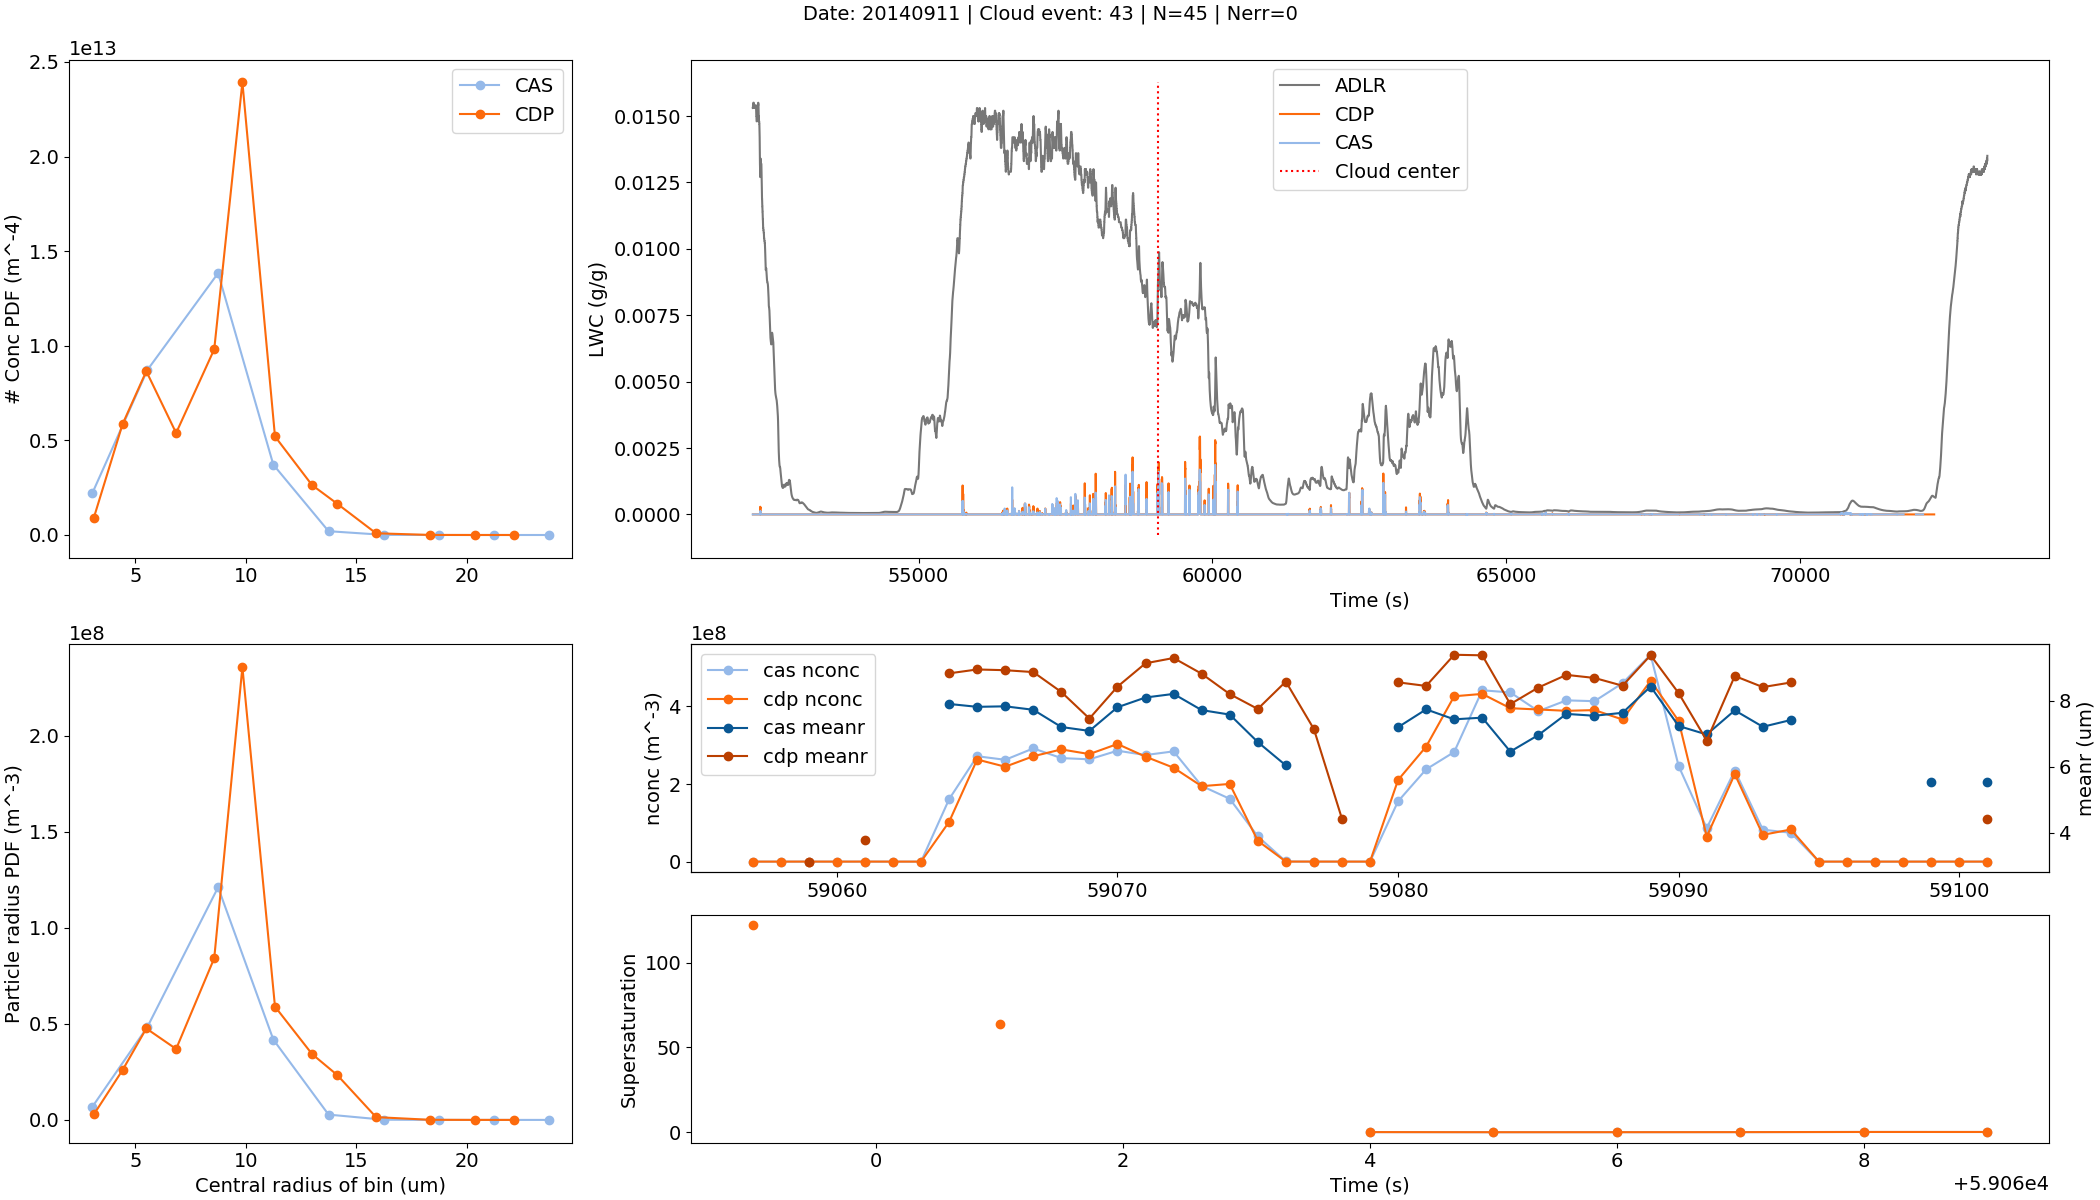 Date: 20140911 | Cloud event: 43 | N=45 | Nerr=0
1e13
2.5
2.0
1.5
1.0
0.5
0.0
# Conc PDF (m^-4)
CAS
CDP
5 10 15 20
0.0150
0.0125
0.0100
0.0075
0.0050
0.0025
0.0000
LWC (g/g)
ADLR
CDP
CAS
Cloud center
55000 60000 65000 70000
Time (s)
1e8
2.0
1.5
1.0
0.5
0.0
Particle radius PDF (m^-3)
5 10 15 20
Central radius of bin (um)
1e8
4
2
0
nconc (m^-3)
cas nconc
cdp nconc
cas meanr
cdp meanr
8
6
4
meanr (um)
59060 59070 59080 59090 59100
100
50
0
Supersaturation
0 2 4 6 8
+5.906e4
Time (s)